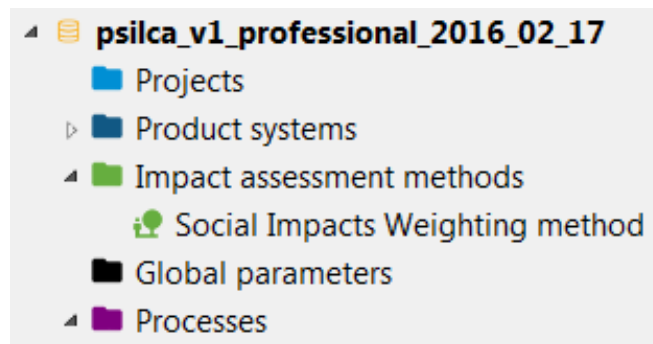 psilca_v1_professional_2016_02_17
Projects
Product systems
Impact assessment methods
Social Impacts Weighting method
Global parameters
Processes